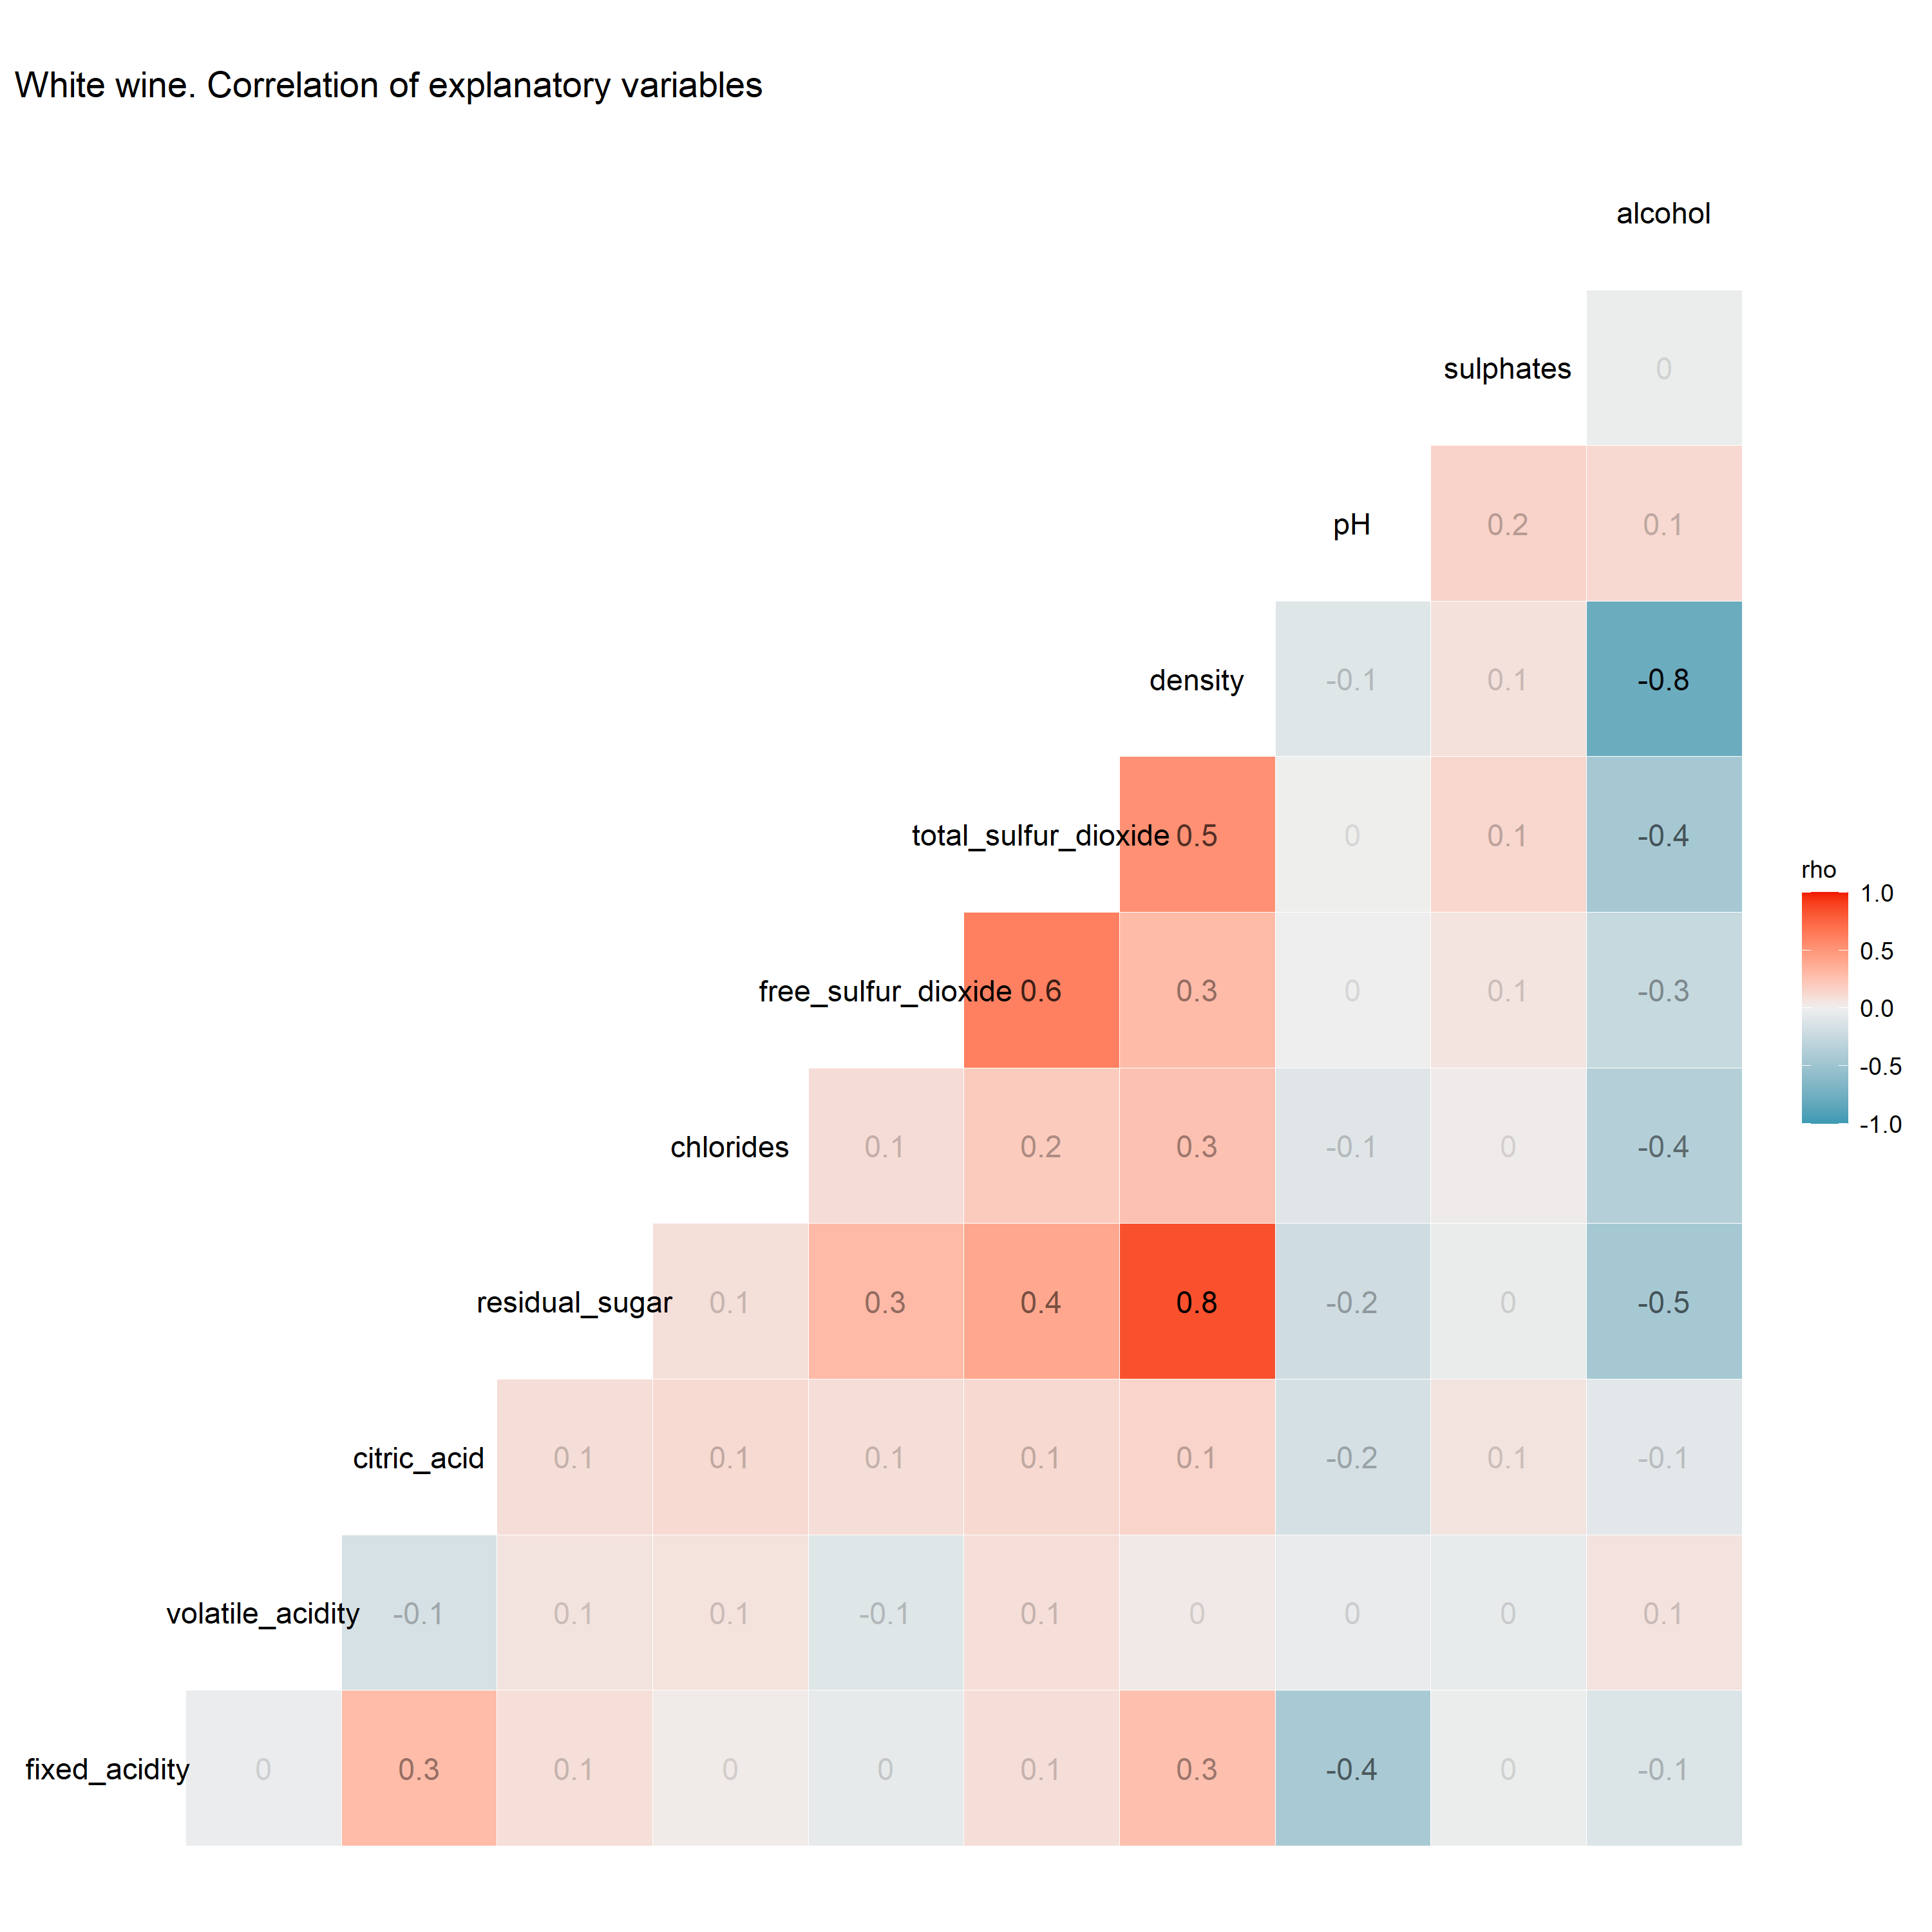 White wine. Correlation of explanatory variables
alcohol
sulphates 0
pH 0.2 0.1
density -0.1 0.1 -0.8
total_sulfur_dioxide 0.5 0 0.1 -0.4
free_sulfur_dioxide 0.6 0.3 0 0.1 -0.3
chlorides 0.1 0.2 0.3 -0.1 0 -0.4
residual_sugar 0.1 0.3 0.4 0.8 -0.2 0 -0.5
citric_acid 0.1 0.1 0.1 0.1 0.1 -0.2 0.1 -0.1
volatile_acidity -0.1 0.1 0.1 -0.1 0.1 0 0 0 0.1
fixed_acidity 0 0.3 0.1 0 0 0.1 0.3 -0.4 0 -0.1
rho
1.0
0.5
0.0
-0.5
-1.0